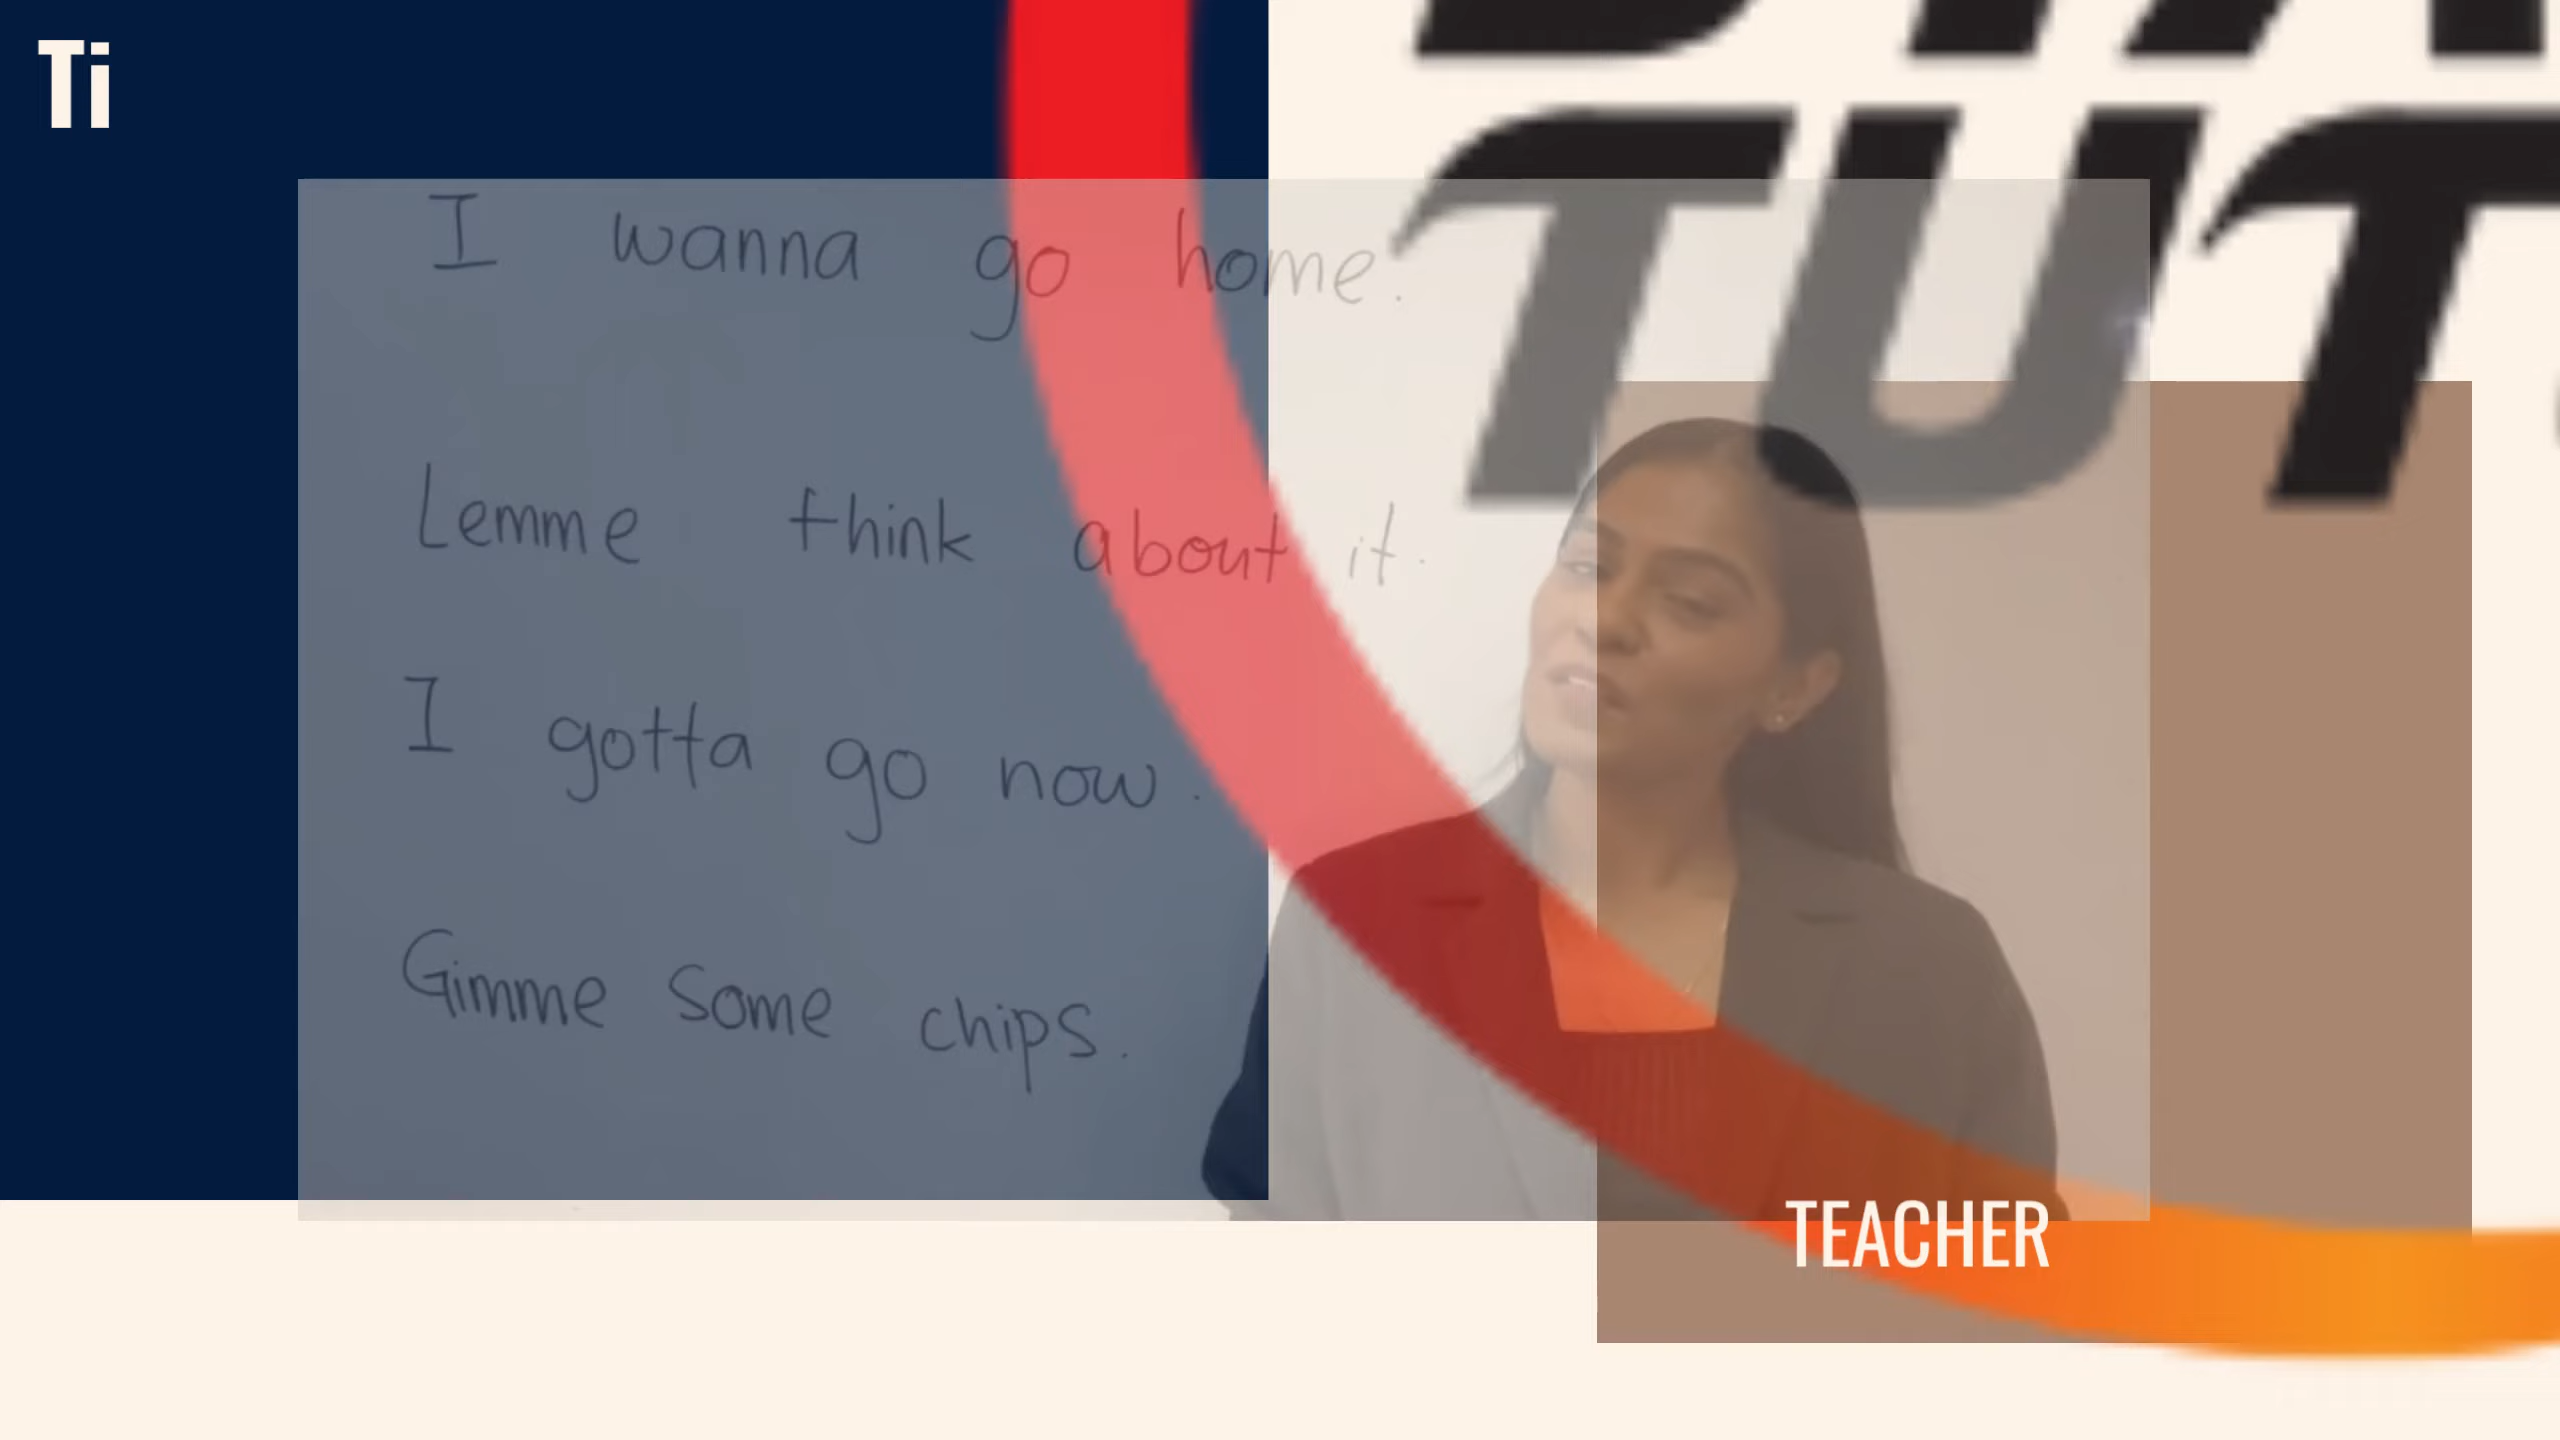 Ti
I wanna go home.
Lemme think about it.
I gotta go now.
Gimme some chips.
TEACHER